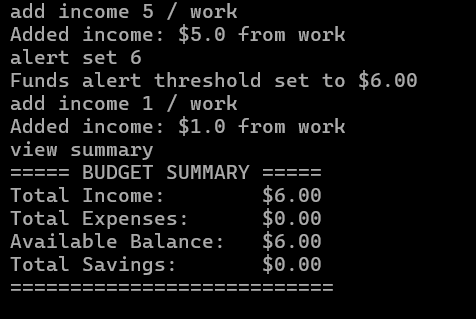 add income 5 / work
Added income: $5.0 from work
alert set 6
Funds alert threshold set to $6.00
add income 1 / work
Added income: $1.0 from work
view summary
===== BUDGET SUMMARY =====
Total Income:        $6.00
Total Expenses:      $0.00
Available Balance:   $6.00
Total Savings:       $0.00
===========================